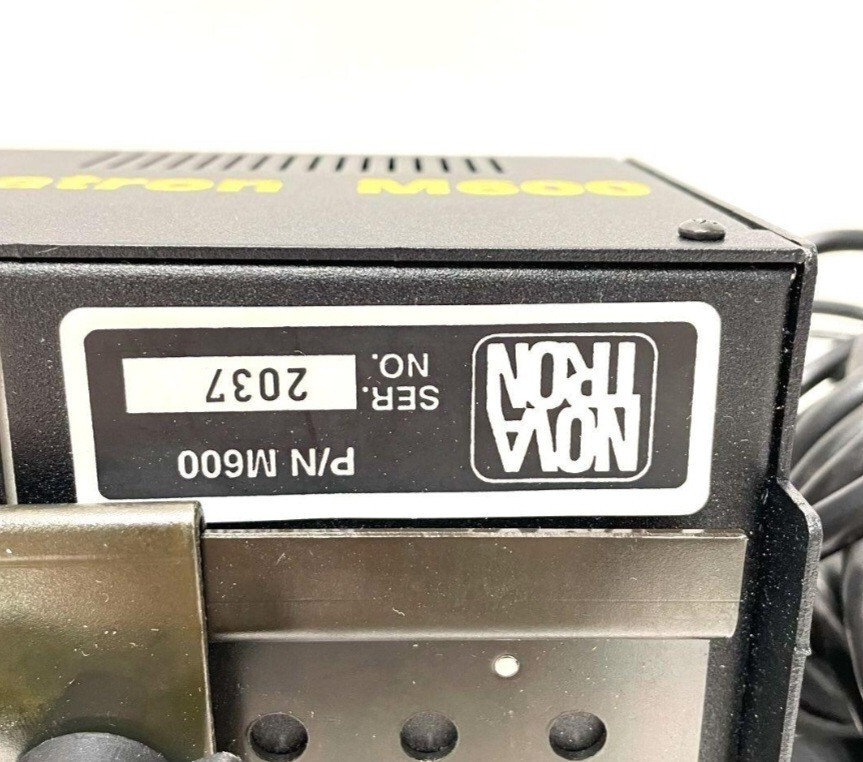 atron M600
NOVA
TRON
P/N M600
SER.
NO. 2037